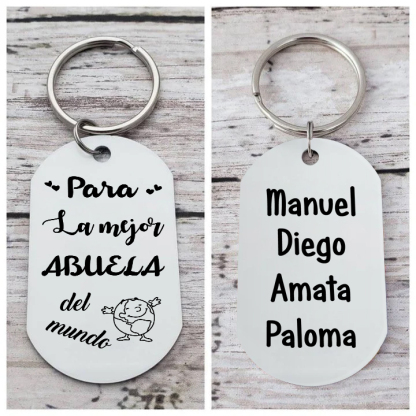 Para
La mejor
ABUELA
del
mundo
Manuel
Diego
Amata
Paloma